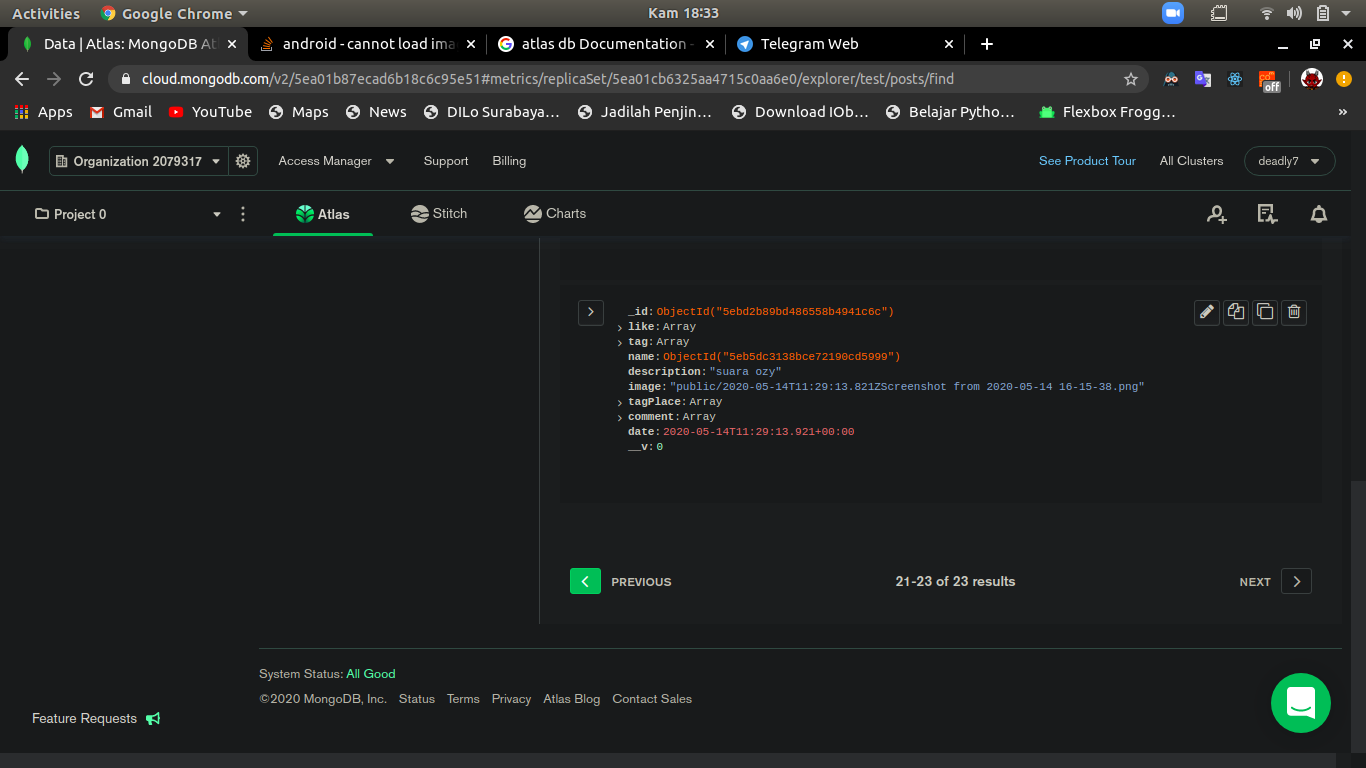 Activities Google Chrome Kam 18:33
Data | Atlas: MongoDB Atl android - cannot load ima atlas db Documentation - Telegram Web
cloud.mongodb.com/v2/5ea01b87ecad6b18c6c95e51#metrics/replicaSet/5ea01cb6325aa4715c0aa6e0/explorer/test/posts/find
off
Apps Gmail YouTube Maps News DILo Surabaya... Jadilah Penjin... Download IOb... Belajar Pytho... Flexbox Frogg... »
Organization 2079317 Access Manager Support Billing See Product Tour All Clusters deadly7
Project 0 Atlas Stitch Charts
_id:ObjectId("5ebd2b89bd486558b4941c6c")
like:Array
tag:Array
name:ObjectId("5eb5dc3138bce72190cd5999")
description:"suara ozy"
image:"public/2020-05-14T11:29:13.821ZScreenshot from 2020-05-14 16-15-38.png"
tagPlace:Array
comment:Array
date:2020-05-14T11:29:13.921+00:00
__v:0
PREVIOUS 21-23 of 23 results NEXT
System Status: All Good
©2020 MongoDB, Inc. Status Terms Privacy Atlas Blog Contact Sales
Feature Requests